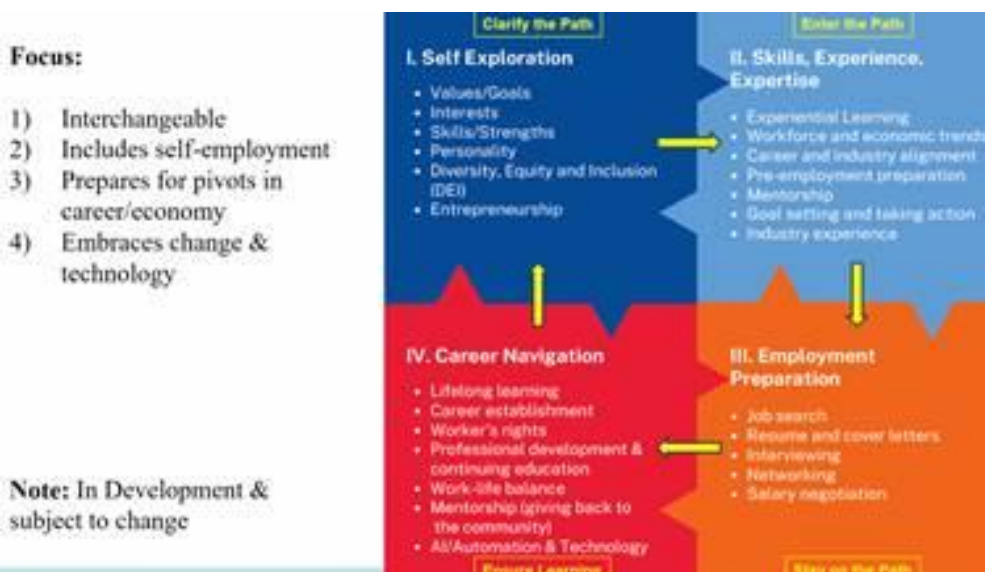 Focus:
1) Interchangeable
2) Includes self-employment
3) Prepares for pivots in
career/economy
4) Embraces change &
technology
Note: In Development &
subject to change
Clarify the Path
I. Self Exploration
• Values/Goals
• Interests
• Skills/Strengths
• Personality
• Diversity, Equity and Inclusion
(DEI)
• Entrepreneurship
Enter the Path
II. Skills, Experience,
Expertise
• Experiential Learning
• Workforce and economic trends
• Career and industry alignment
• Pre-employment preparation
• Mentorship
• Goal setting and taking action
• Industry experience
IV. Career Navigation
• Lifelong learning
• Career establishment
• Worker's rights
• Professional development &
continuing education
• Work-life balance
• Mentorship (giving back to
the community)
• AI/Automation & Technology
Ensure Learning
III. Employment
Preparation
• Job search
• Resume and cover letters
• Interviewing
• Networking
• Salary negotiation
Stay on the Path